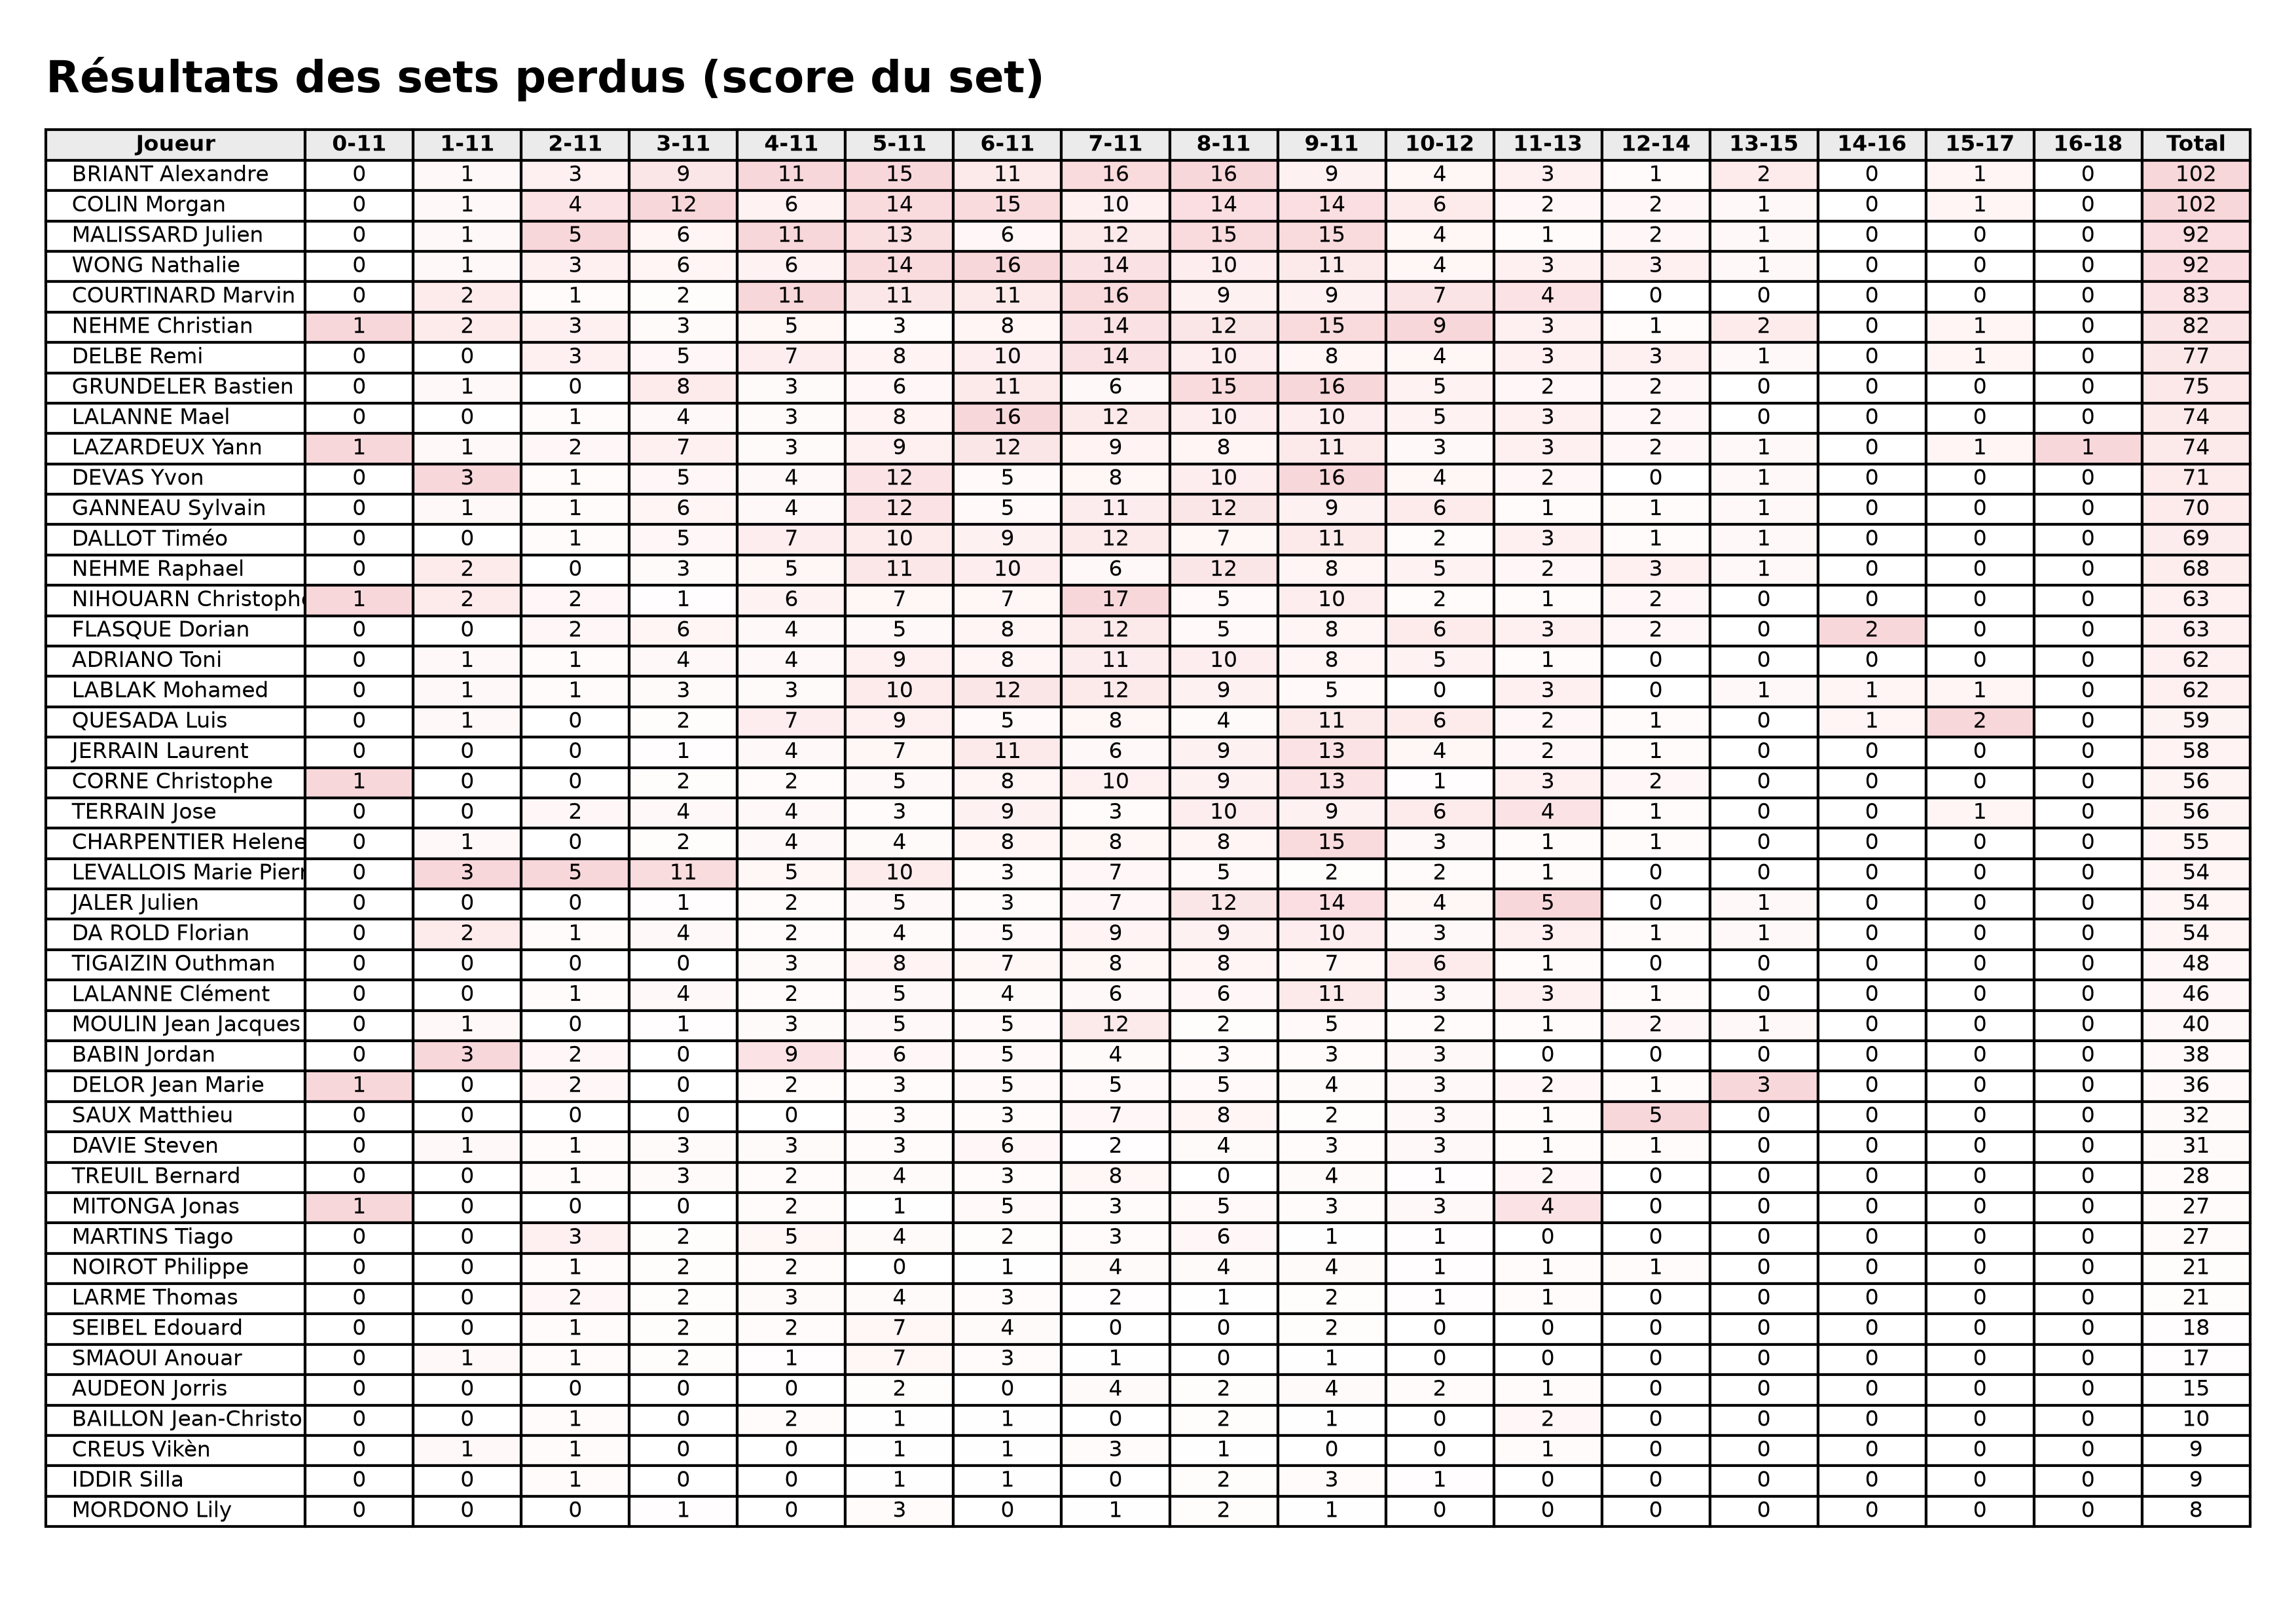 Résultats des sets perdus (score du set)
Joueur 0-11 1-11 2-11 3-11 4-11 5-11 6-11 7-11 8-11 9-11 10-12 11-13 12-14 13-15 14-16 15-17 16-18 Total
BRIANT Alexandre 0 1 3 9 11 15 11 16 16 9 4 3 1 2 0 1 0 102
COLIN Morgan 0 1 4 12 6 14 15 10 14 14 6 2 2 1 0 1 0 102
MALISSARD Julien 0 1 5 6 11 13 6 12 15 15 4 1 2 1 0 0 0 92
WONG Nathalie 0 1 3 6 6 14 16 14 10 11 4 3 3 1 0 0 0 92
COURTINARD Marvin 0 2 1 2 11 11 11 16 9 9 7 4 0 0 0 0 0 83
NEHME Christian 1 2 3 3 5 3 8 14 12 15 9 3 1 2 0 1 0 82
DELBE Remi 0 0 3 5 7 8 10 14 10 8 4 3 3 1 0 1 0 77
GRUNDELER Bastien 0 1 0 8 3 6 11 6 15 16 5 2 2 0 0 0 0 75
LALANNE Mael 0 0 1 4 3 8 16 12 10 10 5 3 2 0 0 0 0 74
LAZARDEUX Yann 1 1 2 7 3 9 12 9 8 11 3 3 2 1 0 1 1 74
DEVAS Yvon 0 3 1 5 4 12 5 8 10 16 4 2 0 1 0 0 0 71
GANNEAU Sylvain 0 1 1 6 4 12 5 11 12 9 6 1 1 1 0 0 0 70
DALLOT Timéo 0 0 1 5 7 10 9 12 7 11 2 3 1 1 0 0 0 69
NEHME Raphael 0 2 0 3 5 11 10 6 12 8 5 2 3 1 0 0 0 68
NIHOUARN Christophe 1 2 2 1 6 7 7 17 5 10 2 1 2 0 0 0 0 63
FLASQUE Dorian 0 0 2 6 4 5 8 12 5 8 6 3 2 0 2 0 0 63
ADRIANO Toni 0 1 1 4 4 9 8 11 10 8 5 1 0 0 0 0 0 62
LABLAK Mohamed 0 1 1 3 3 10 12 12 9 5 0 3 0 1 1 1 0 62
QUESADA Luis 0 1 0 2 7 9 5 8 4 11 6 2 1 0 1 2 0 59
JERRAIN Laurent 0 0 0 1 4 7 11 6 9 13 4 2 1 0 0 0 0 58
CORNE Christophe 1 0 0 2 2 5 8 10 9 13 1 3 2 0 0 0 0 56
TERRAIN Jose 0 0 2 4 4 3 9 3 10 9 6 4 1 0 0 1 0 56
CHARPENTIER Helene 0 1 0 2 4 4 8 8 8 15 3 1 1 0 0 0 0 55
LEVALLOIS Marie Pierr 0 3 5 11 5 10 3 7 5 2 2 1 0 0 0 0 0 54
JALER Julien 0 0 0 1 2 5 3 7 12 14 4 5 0 1 0 0 0 54
DA ROLD Florian 0 2 1 4 2 4 5 9 9 10 3 3 1 1 0 0 0 54
TIGAIZIN Outhman 0 0 0 0 3 8 7 8 8 7 6 1 0 0 0 0 0 48
LALANNE Clément 0 0 1 4 2 5 4 6 6 11 3 3 1 0 0 0 0 46
MOULIN Jean Jacques 0 1 0 1 3 5 5 12 2 5 2 1 2 1 0 0 0 40
BABIN Jordan 0 3 2 0 9 6 5 4 3 3 3 0 0 0 0 0 0 38
DELOR Jean Marie 1 0 2 0 2 3 5 5 5 4 3 2 1 3 0 0 0 36
SAUX Matthieu 0 0 0 0 0 3 3 7 8 2 3 1 5 0 0 0 0 32
DAVIE Steven 0 1 1 3 3 3 6 2 4 3 3 1 1 0 0 0 0 31
TREUIL Bernard 0 0 1 3 2 4 3 8 0 4 1 2 0 0 0 0 0 28
MITONGA Jonas 1 0 0 0 2 1 5 3 5 3 3 4 0 0 0 0 0 27
MARTINS Tiago 0 0 3 2 5 4 2 3 6 1 1 0 0 0 0 0 0 27
NOIROT Philippe 0 0 1 2 2 0 1 4 4 4 1 1 1 0 0 0 0 21
LARME Thomas 0 0 2 2 3 4 3 2 1 2 1 1 0 0 0 0 0 21
SEIBEL Edouard 0 0 1 2 2 7 4 0 0 2 0 0 0 0 0 0 0 18
SMAOUI Anouar 0 1 1 2 1 7 3 1 0 1 0 0 0 0 0 0 0 17
AUDEON Jorris 0 0 0 0 0 2 0 4 2 4 2 1 0 0 0 0 0 15
BAILLON Jean-Christo 0 0 1 0 2 1 1 0 2 1 0 2 0 0 0 0 0 10
CREUS Vikèn 0 1 1 0 0 1 1 3 1 0 0 1 0 0 0 0 0 9
IDDIR Silla 0 0 1 0 0 1 1 0 2 3 1 0 0 0 0 0 0 9
MORDONO Lily 0 0 0 1 0 3 0 1 2 1 0 0 0 0 0 0 0 8